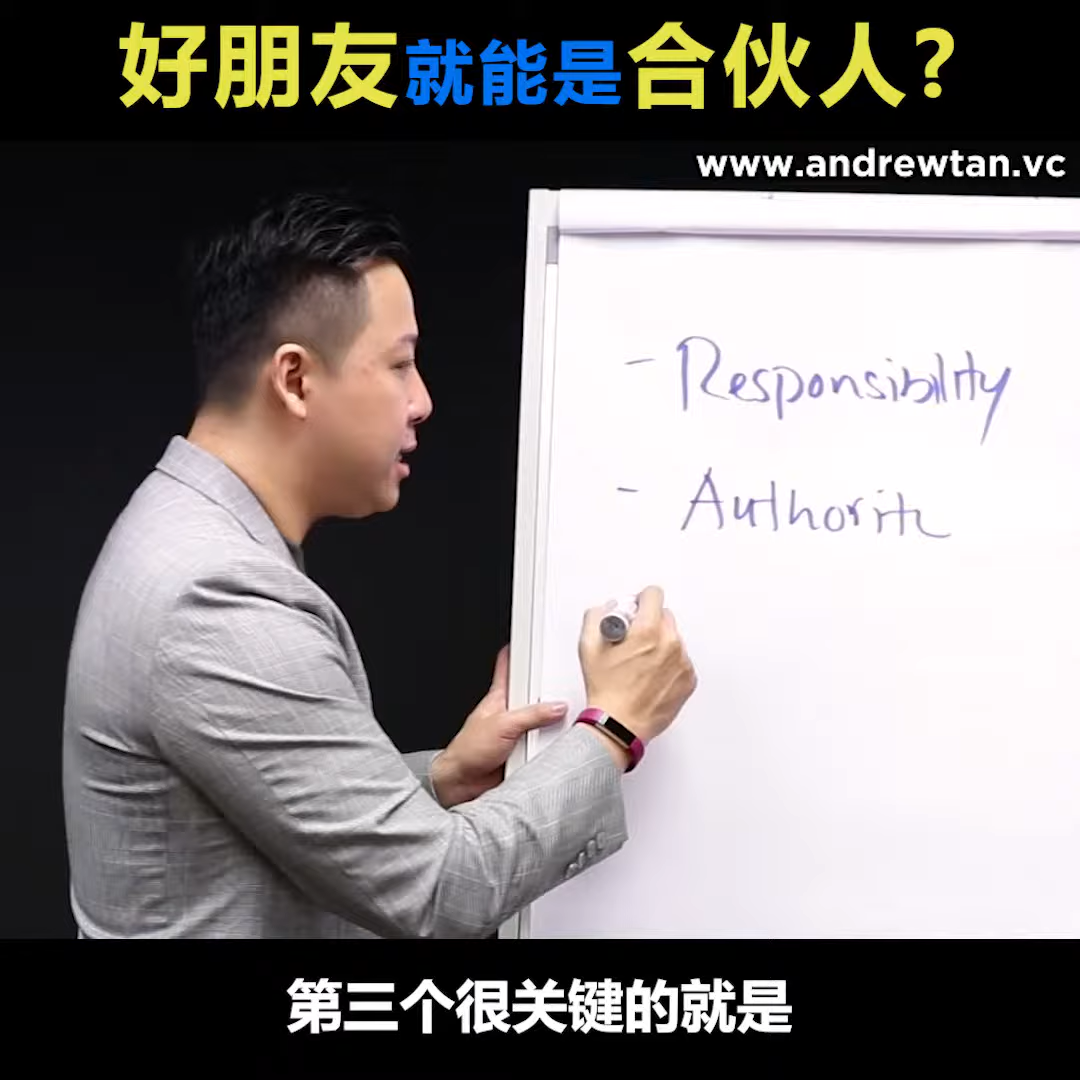 好朋友就能是合伙人?
www.andrewtan.vc
- Responsibility
- Authority
第三个很关键的就是